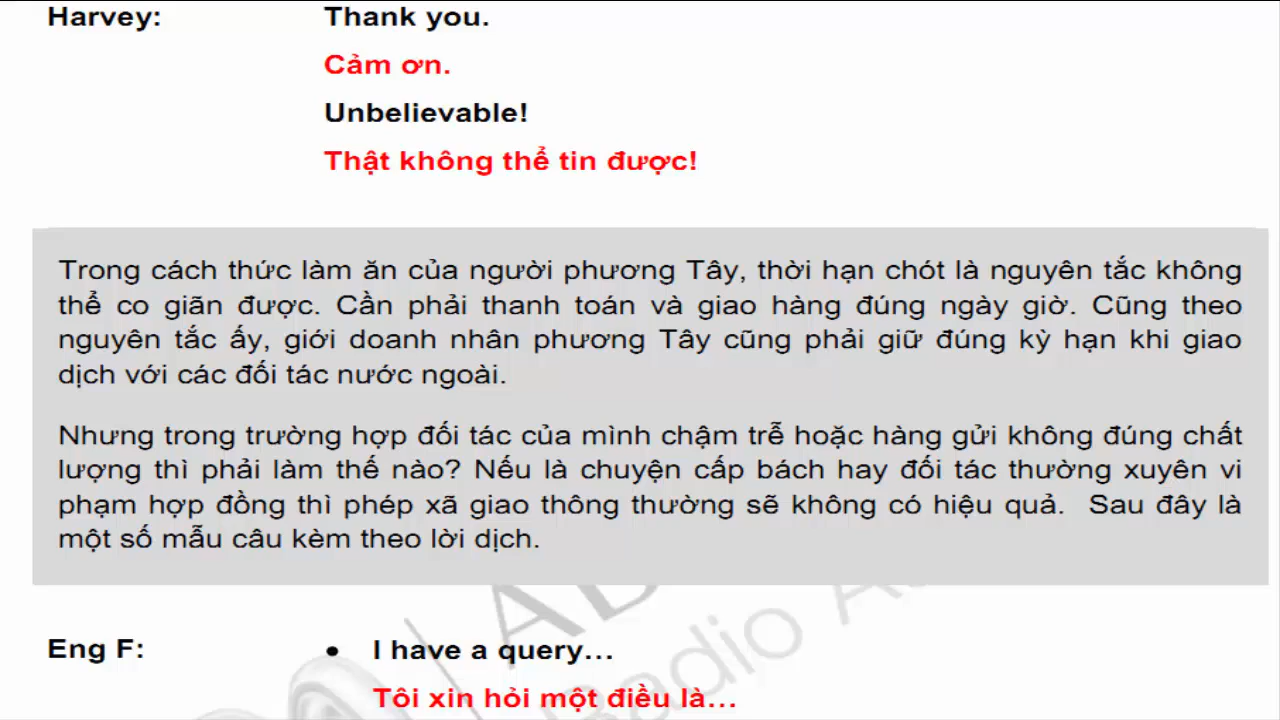 Harvey: Thank you.
Cảm ơn.
Unbelievable!
Thật không thể tin được!
Trong cách thức làm ăn của người phương Tây, thời hạn chót là nguyên tắc không
thể co giãn được. Cần phải thanh toán và giao hàng đúng ngày giờ. Cũng theo
nguyên tắc ấy, giới doanh nhân phương Tây cũng phải giữ đúng kỳ hạn khi giao
dịch với các đối tác nước ngoài.
Nhưng trong trường hợp đối tác của mình chậm trễ hoặc hàng gửi không đúng chất
lượng thì phải làm thế nào? Nếu là chuyện cấp bách hay đối tác thường xuyên vi
phạm hợp đồng thì phép xã giao thông thường sẽ không có hiệu quả. Sau đây là
một số mẫu câu kèm theo lời dịch.
Eng F: • I have a query...
Tôi xin hỏi một điều là...
Radio